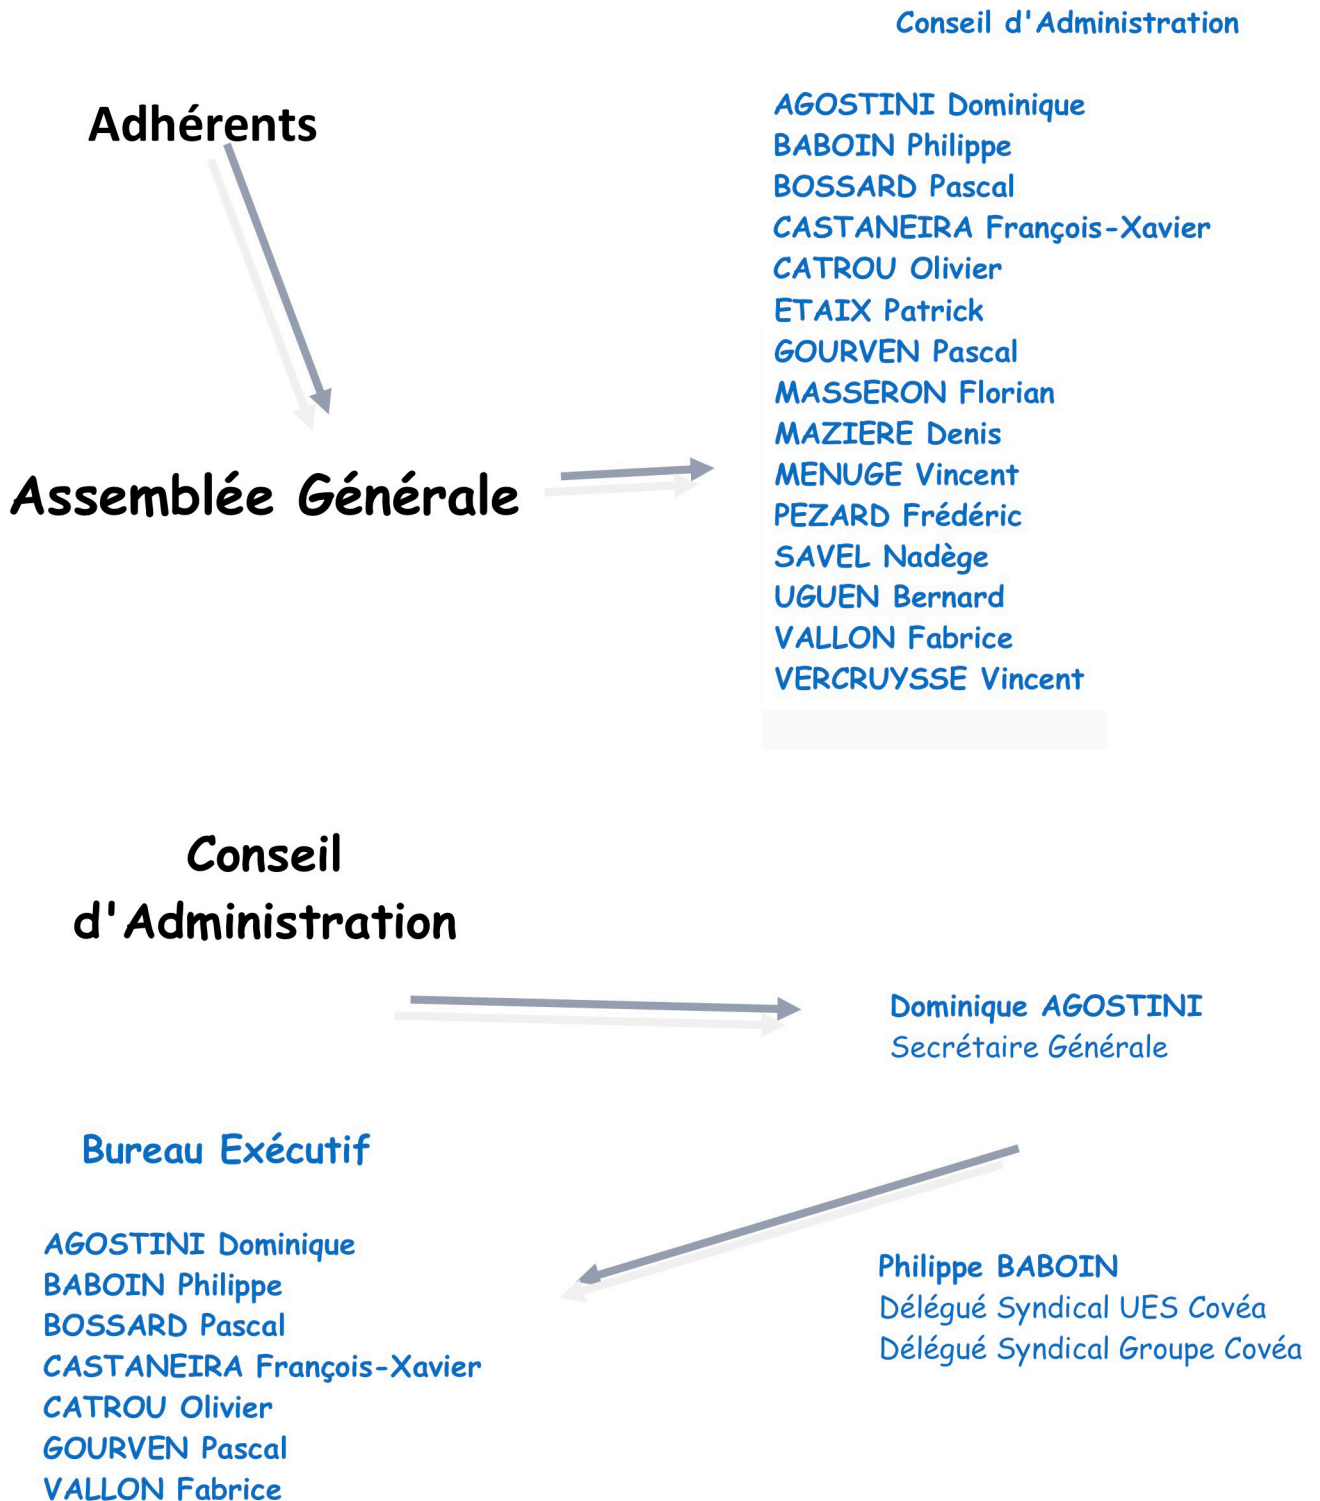 Conseil d'Administration
Adhérents
AGOSTINI Dominique
BABOIN Philippe
BOSSARD Pascal
CASTANEIRA François-Xavier
CATROU Olivier
ETAIX Patrick
GOURVEN Pascal
MASSERON Florian
MAZIERE Denis
MENUGE Vincent
PEZARD Frédéric
SAVEL Nadège
UGUEN Bernard
VALLON Fabrice
VERCRUYSSE Vincent
Assemblée Générale
Conseil
d'Administration
Dominique AGOSTINI
Secrétaire Générale
Bureau Exécutif
AGOSTINI Dominique
BABOIN Philippe
BOSSARD Pascal
CASTANEIRA François-Xavier
CATROU Olivier
GOURVEN Pascal
VALLON Fabrice
Philippe BABOIN
Délégué Syndical UES Covéa
Délégué Syndical Groupe Covéa